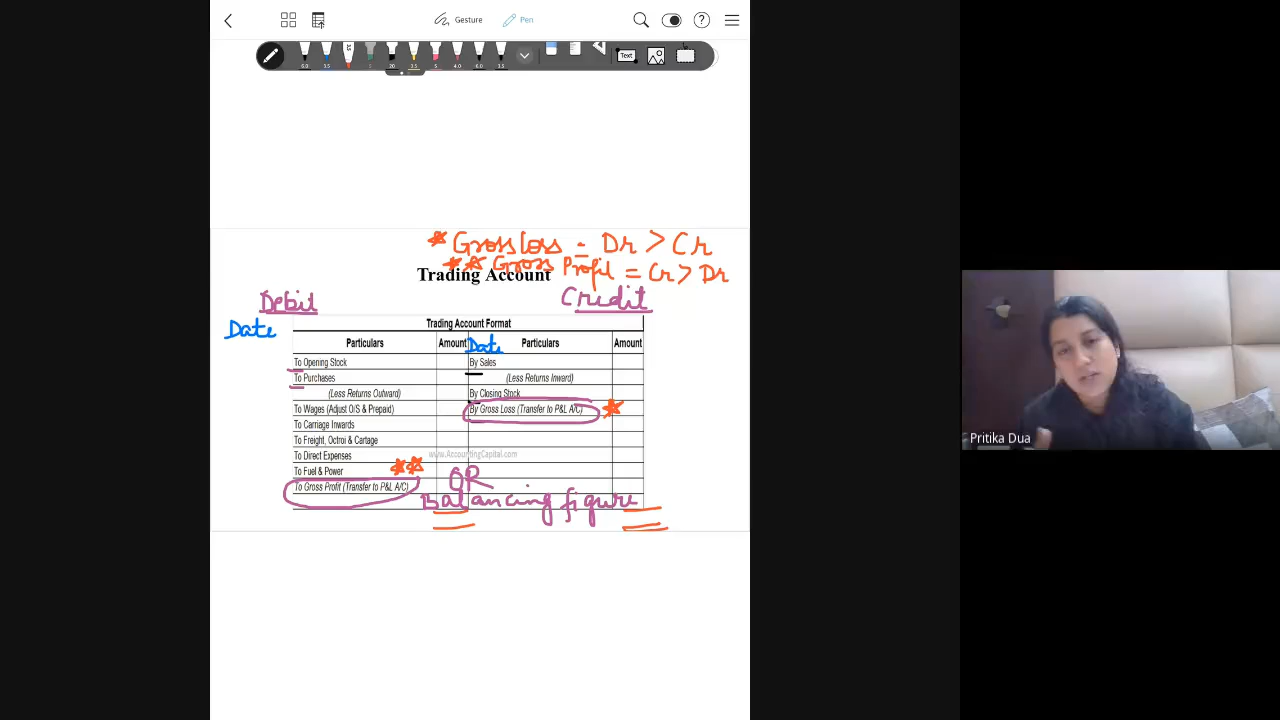 Gesture Pen
Text
* Gross loss = Dr > Cr
** Gross Profit = Cr > Dr
Trading Account
Debit Credit
Date
Trading Account Format
Particulars Amount Date Particulars Amount
To Opening Stock By Sales
To Purchases (Less Returns Inward)
(Less Returns Outward) By Closing Stock
To Wages (Adjust O/S & Prepaid) By Gross Loss (Transfer to P&L A/C) *
To Carriage Inwards
To Freight, Octroi & Cartage
To Direct Expenses www.AccountingCapital.com
To Fuel & Power **
To Gross Profit (Transfer to P&L A/C) OR
Balancing figure
Pritika Dua